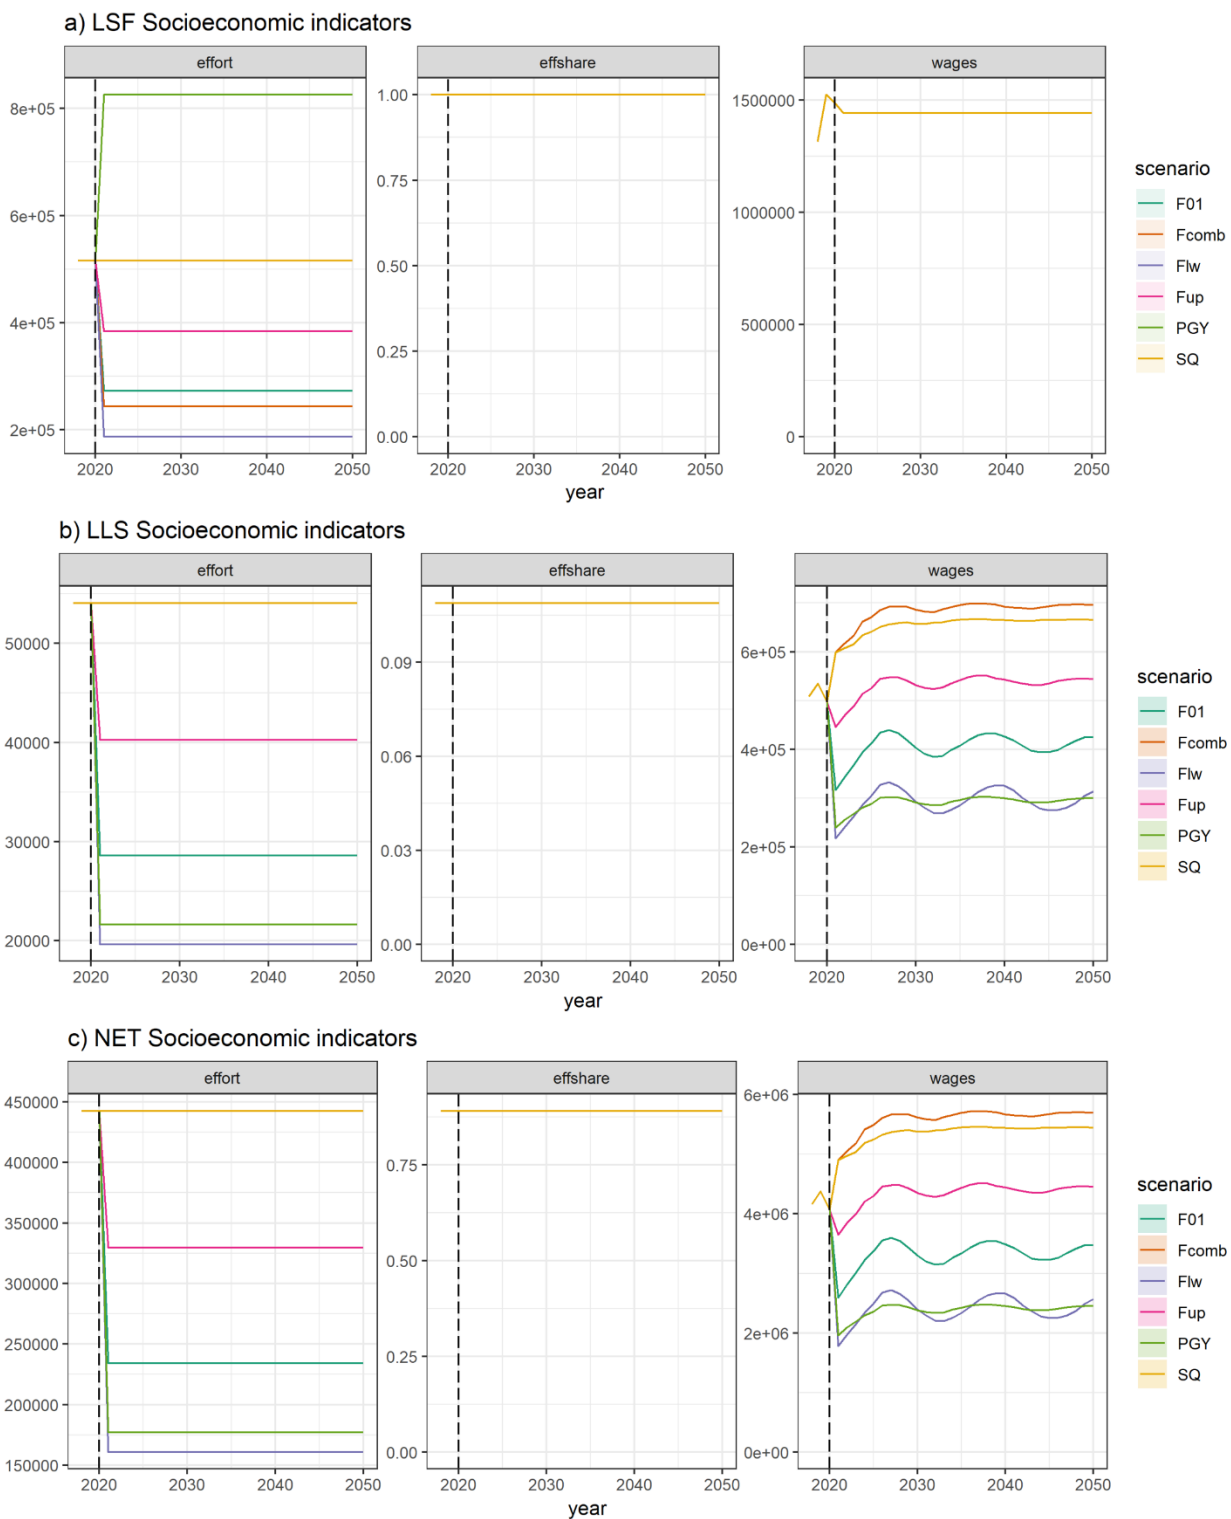 a) LSF Socioeconomic indicators
effort effshare wages
8e+05
6e+05
4e+05
2e+05
1.00
0.75
0.50
0.25
0.00
1500000
1000000
500000
0
2020 2030 2040 2050 2020 2030 2040 2050 2020 2030 2040 2050
year
scenario
F01
Fcomb
Flw
Fup
PGY
SQ
b) LLS Socioeconomic indicators
effort effshare wages
50000
40000
30000
20000
0.09
0.06
0.03
0.00
6e+05
4e+05
2e+05
0e+00
2020 2030 2040 2050 2020 2030 2040 2050 2020 2030 2040 2050
year
scenario
F01
Fcomb
Flw
Fup
PGY
SQ
c) NET Socioeconomic indicators
effort effshare wages
450000
400000
350000
300000
250000
200000
150000
0.75
0.50
0.25
0.00
6e+06
4e+06
2e+06
0e+00
2020 2030 2040 2050 2020 2030 2040 2050 2020 2030 2040 2050
year
scenario
F01
Fcomb
Flw
Fup
PGY
SQ